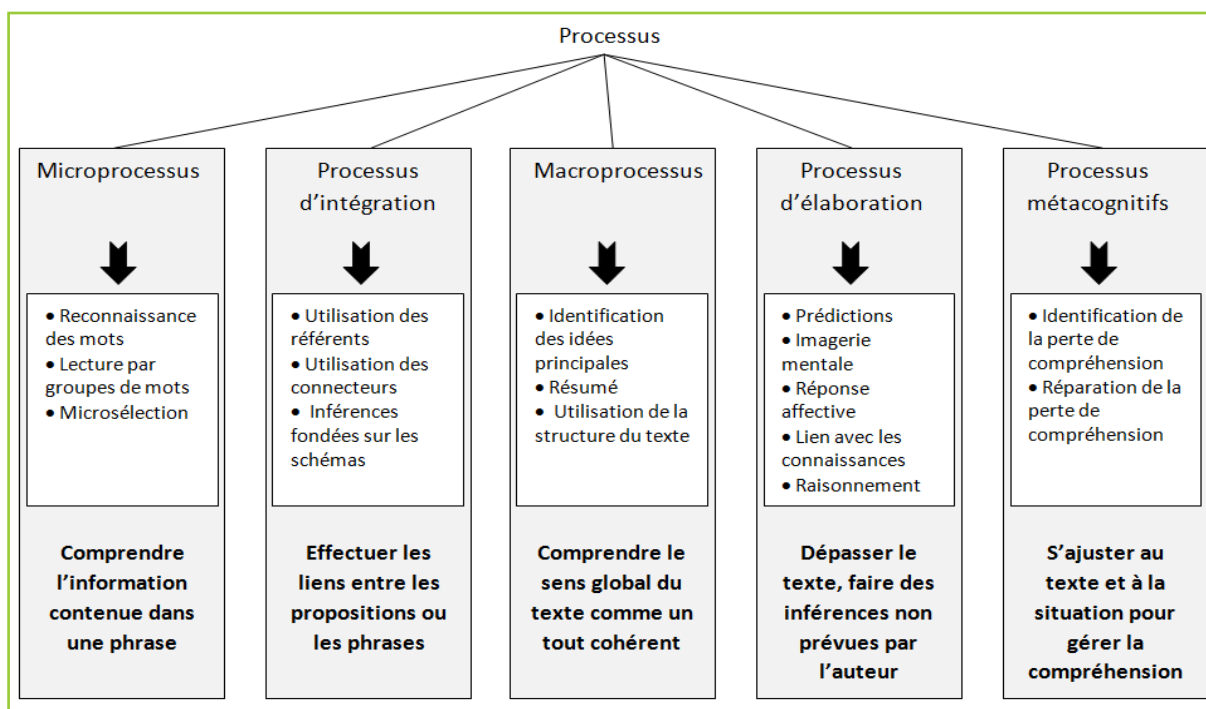 Processus
Microprocessus
• Reconnaissance
des mots
• Lecture par
groupes de mots
• Microsélection
Comprendre
l’information
contenue dans
une phrase
Processus
d’intégration
• Utilisation des
référents
• Utilisation des
connecteurs
• Inférences
fondées sur les
schémas
Effectuer les
liens entre les
propositions ou
les phrases
Macroprocessus
• Identification
des idées
principales
• Résumé
• Utilisation de la
structure du texte
Comprendre le
sens global du
texte comme un
tout cohérent
Processus
d’élaboration
• Prédictions
• Imagerie
mentale
• Réponse
affective
• Lien avec les
connaissances
• Raisonnement
Dépasser le
texte, faire des
inférences non
prévues par
l’auteur
Processus
métacognitifs
• Identification de
la perte de
compréhension
• Réparation de la
perte de
compréhension
S’ajuster au
texte et à la
situation pour
gérer la
compréhension